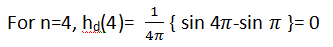 For n=4, hd(4)= 1/4π { sin 4π-sin π }= 0